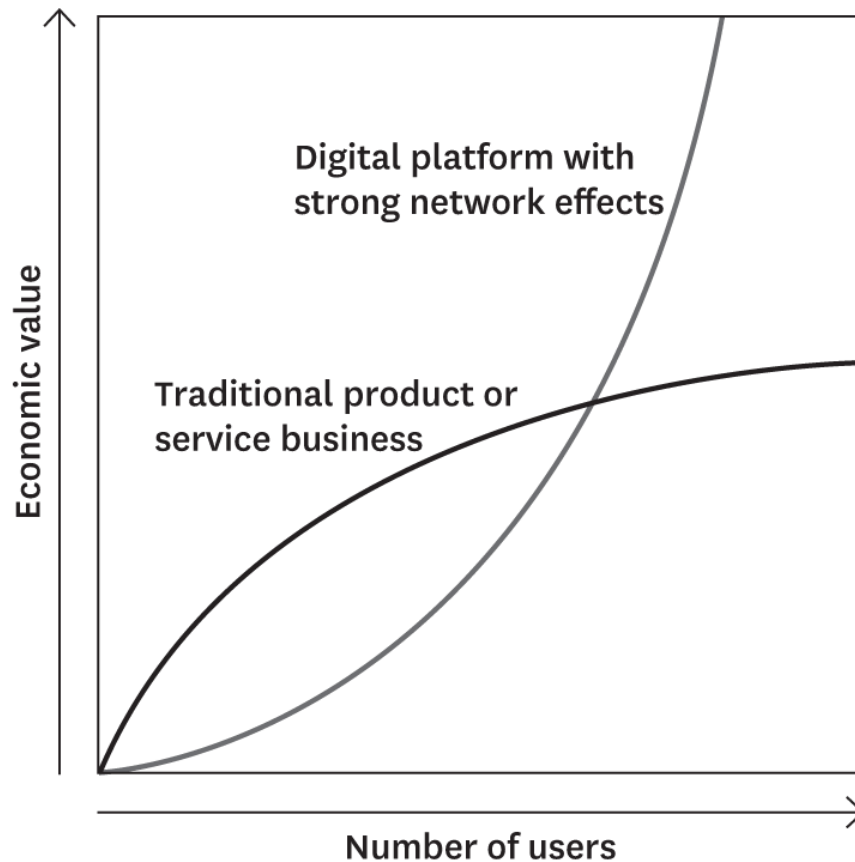 Digital platform with
strong network effects
Traditional product or
service business
Economic value
Number of users